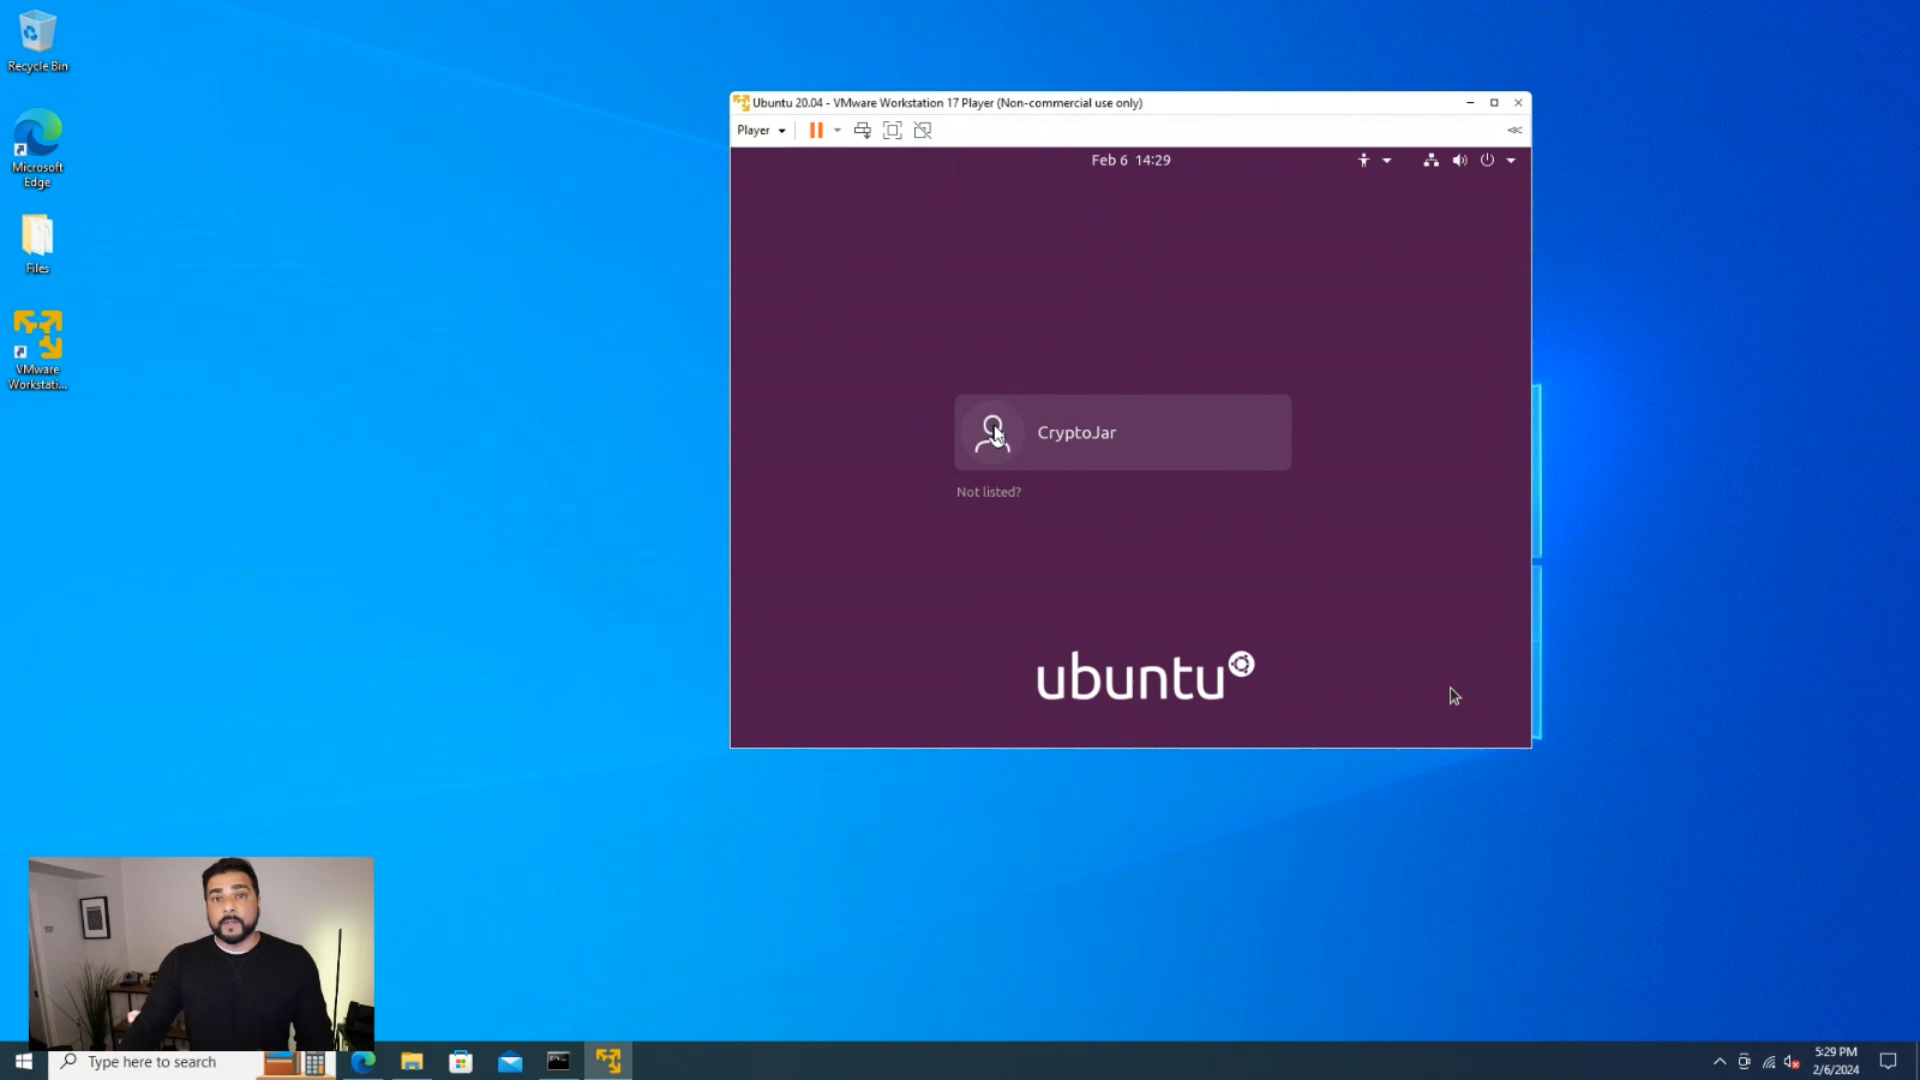 Recycle Bin
Microsoft
Edge
Files
VMware
Workstati...
Ubuntu 20.04 - VMware Workstation 17 Player (Non-commercial use only)
Player
Feb 6 14:29
CryptoJar
Not listed?
ubuntu
Type here to search
5:29 PM
2/6/2024